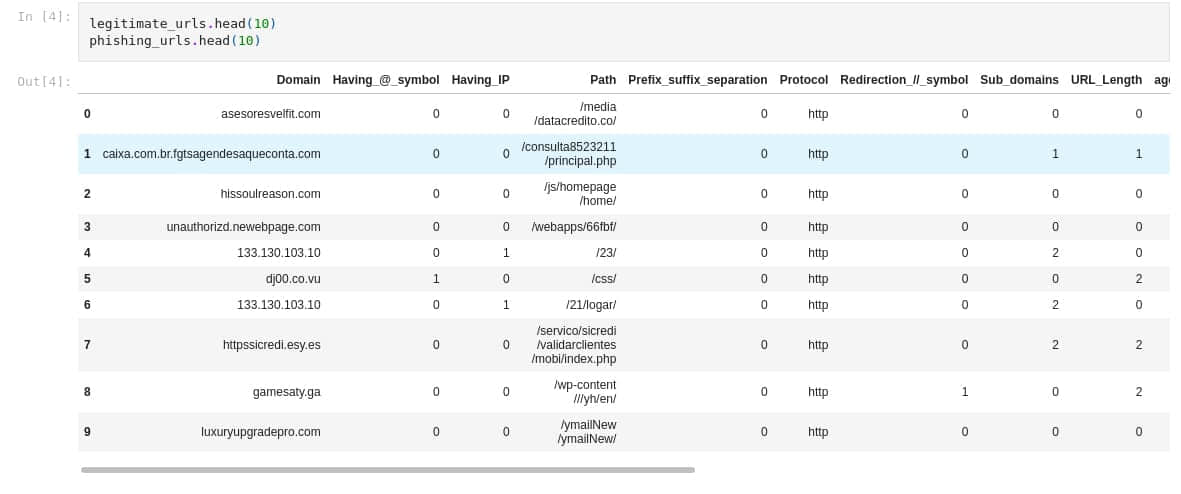 In [4]:
legitimate_urls.head(10)
phishing_urls.head(10)
Out[4]:
Domain Having_@_symbol Having_IP Path Prefix_suffix_separation Protocol Redirection_//_symbol Sub_domains URL_Length age
0 asesoresvelfit.com 0 0 /media
/datacredito.co/ 0 http 0 0 0
1 caixa.com.br.fgtsagendesaqueconta.com 0 0 /consulta8523211
/principal.php 0 http 0 1 1
2 hissoulreason.com 0 0 /js/homepage
/home/ 0 http 0 0 0
3 unauthorizd.newebpage.com 0 0 /webapps/66fbf/ 0 http 0 0 0
4 133.130.103.10 0 1 /23/ 0 http 0 2 0
5 dj00.co.vu 1 0 /css/ 0 http 0 0 2
6 133.130.103.10 0 1 /21/logar/ 0 http 0 2 0
7 httpssicredi.esy.es 0 0 /servico/sicredi
/validarclientes
/mobi/index.php 0 http 0 2 2
8 gamesaty.ga 0 0 /wp-content
///yh/en/ 0 http 1 0 2
9 luxuryupgradepro.com 0 0 /ymailNew
/ymailNew/ 0 http 0 0 0